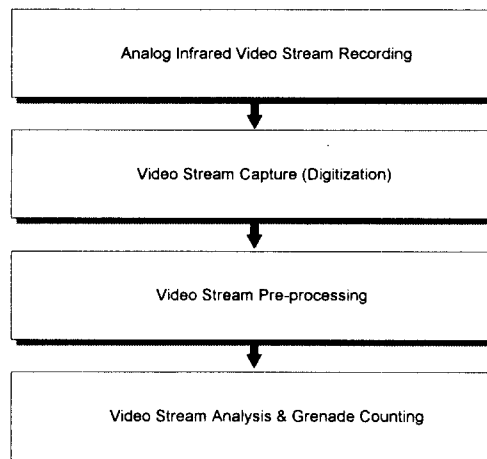 Analog Infrared Video Stream Recording
Video Stream Capture (Digitization)
Video Stream Pre-processing
Video Stream Analysis & Grenade Counting